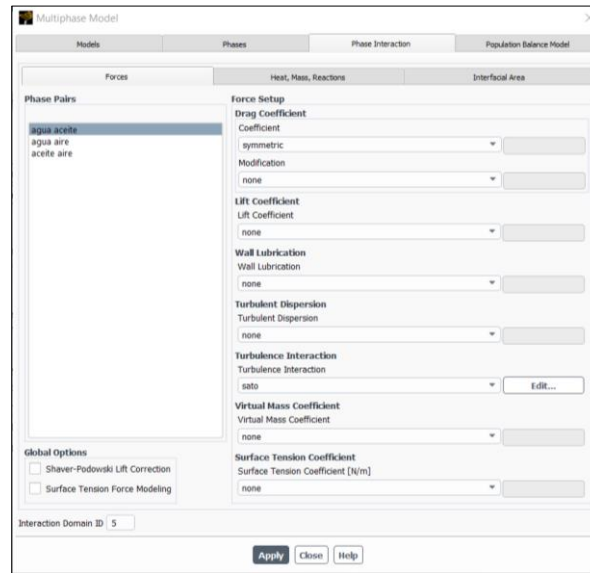 Multiphase Model
Models
Phases
Phase Interaction
Population Balance Model
Forces
Heat, Mass, Reactions
Interfacial Area
Phase Pairs
agua aceite
agua aire
aceite aire
Global Options
Shaver-Podowski Lift Correction
Surface Tension Force Modeling
Force Setup
Drag Coefficient
Coefficient
symmetric
Modification
none
Lift Coefficient
Lift Coefficient
none
Wall Lubrication
Wall Lubrication
none
Turbulent Dispersion
Turbulent Dispersion
none
Turbulence Interaction
Turbulence Interaction
sato Edit...
Virtual Mass Coefficient
Virtual Mass Coefficient
none
Surface Tension Coefficient
Surface Tension Coefficient [N/m]
none
Interaction Domain ID 5
Apply Close Help